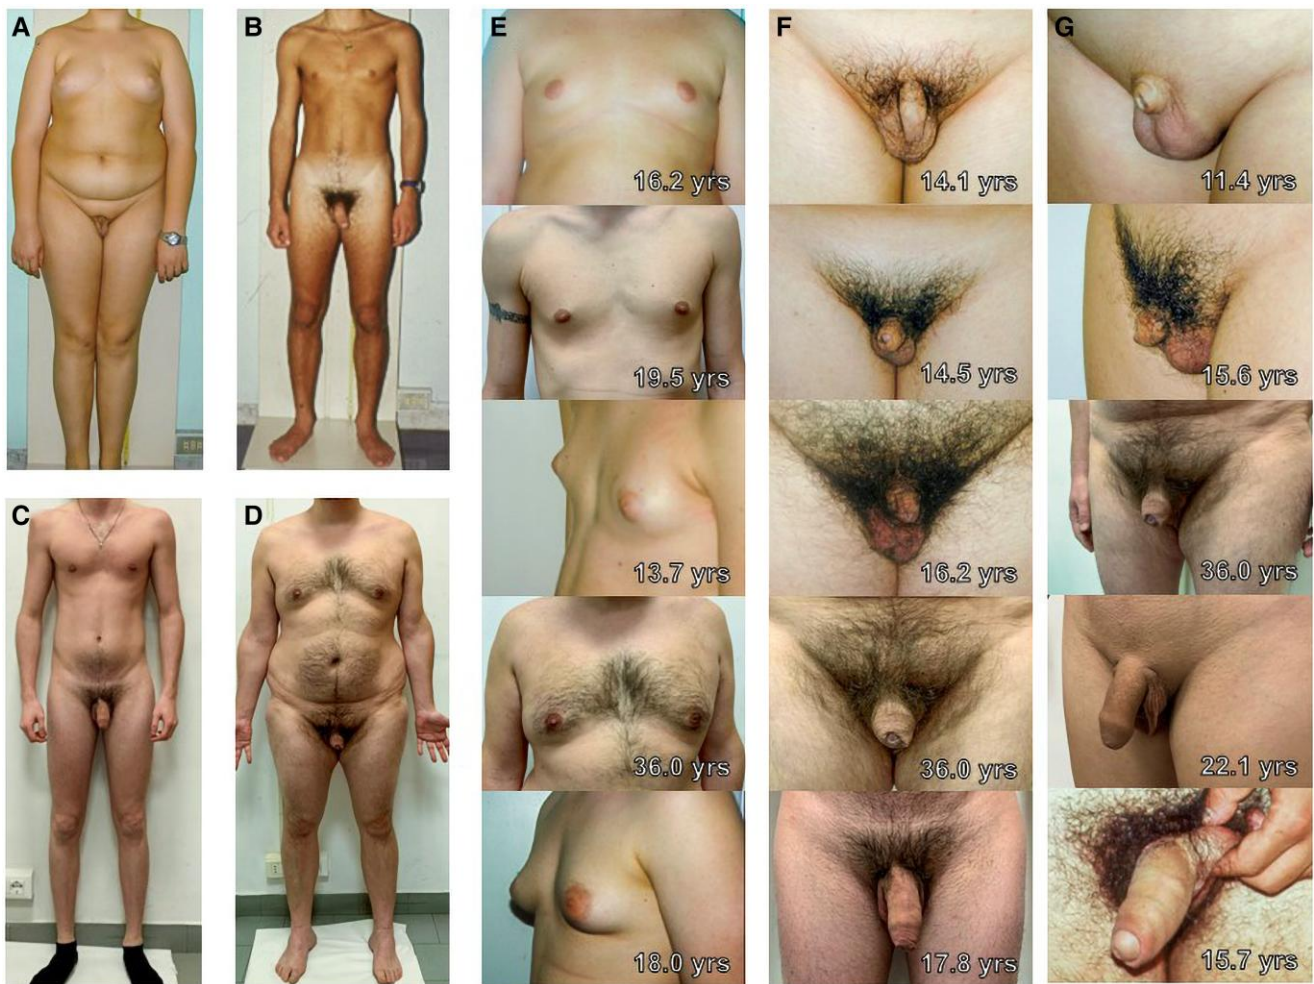 A
B
C
D
E
16.2 yrs
19.5 yrs
13.7 yrs
36.0 yrs
18.0 yrs
F
14.1 yrs
14.5 yrs
16.2 yrs
36.0 yrs
17.8 yrs
G
11.4 yrs
15.6 yrs
36.0 yrs
22.1 yrs
15.7 yrs